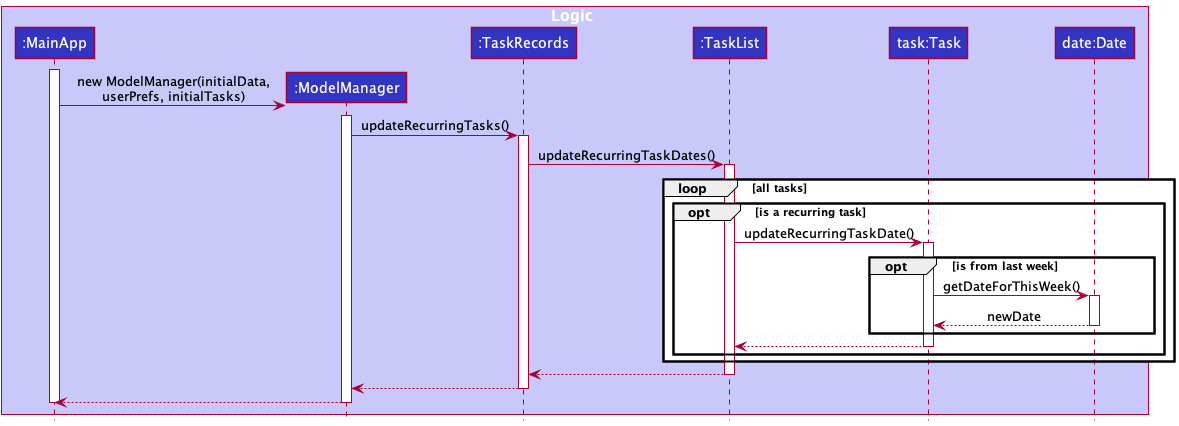 Logic
:MainApp
:TaskRecords
:TaskList
task:Task
date:Date
new ModelManager(initialData,
userPrefs, initialTasks)
:ModelManager
updateRecurringTasks()
updateRecurringTaskDates()
loop
[all tasks]
opt
[is a recurring task]
updateRecurringTaskDate()
opt
[is from last week]
getDateForThisWeek()
newDate